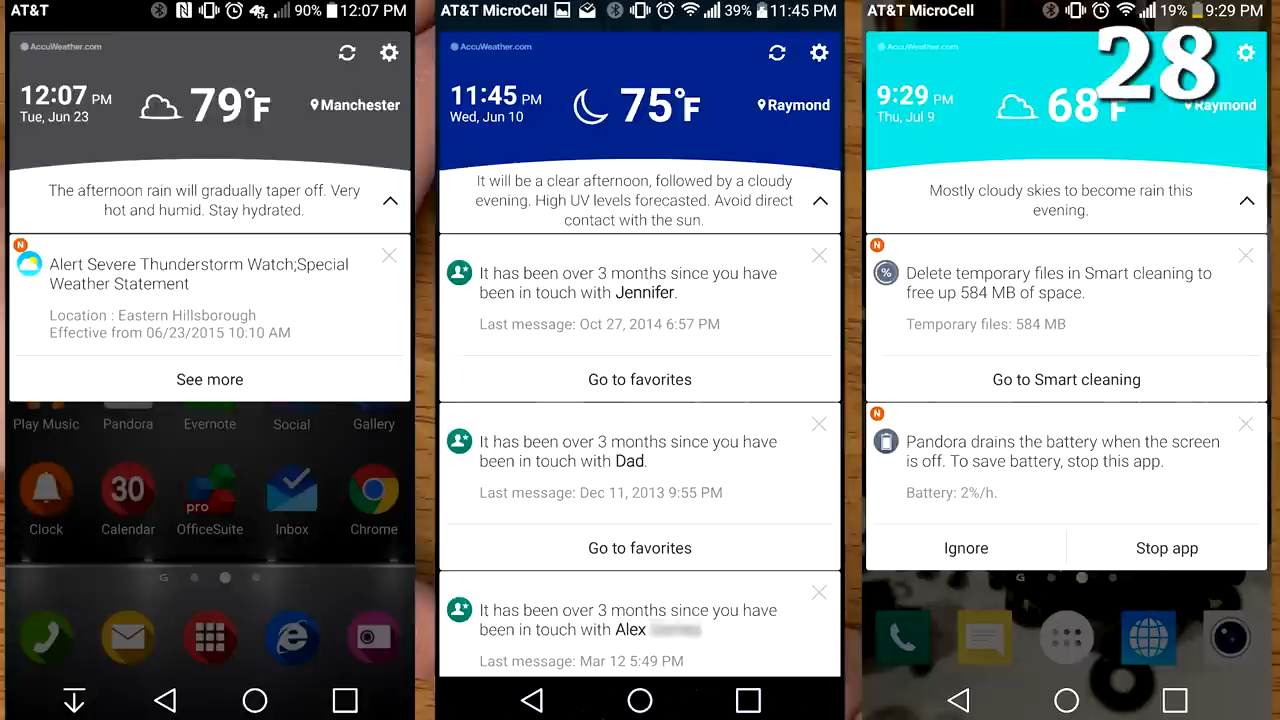 AT&T
90%
12:07 PM
AccuWeather.com
12:07 PM
Tue, Jun 23
79°F
Manchester
The afternoon rain will gradually taper off. Very
hot and humid. Stay hydrated.
N
Alert Severe Thunderstorm Watch;Special
Weather Statement
Location : Eastern Hillsborough
Effective from 06/23/2015 10:10 AM
See more
Play Music
Pandora
Evernote
Social
Gallery
30
pro
Clock
Calendar
OfficeSuite
Inbox
Chrome
G
AT&T MicroCell
39%
11:45 PM
AccuWeather.com
11:45 PM
Wed, Jun 10
75°F
Raymond
It will be a clear afternoon, followed by a cloudy
evening. High UV levels forecasted. Avoid direct
contact with the sun.
It has been over 3 months since you have
been in touch with Jennifer.
Last message: Oct 27, 2014 6:57 PM
Go to favorites
It has been over 3 months since you have
been in touch with Dad.
Last message: Dec 11, 2013 9:55 PM
Go to favorites
It has been over 3 months since you have
been in touch with Alex
Last message: Mar 12 5:49 PM
AT&T MicroCell
19%
9:29 PM
28
AccuWeather.com
9:29 PM
Thu, Jul 9
68°F
Raymond
Mostly cloudy skies to become rain this
evening.
N
Delete temporary files in Smart cleaning to
free up 584 MB of space.
Temporary files: 584 MB
Go to Smart cleaning
N
Pandora drains the battery when the screen
is off. To save battery, stop this app.
Battery: 2%/h.
Ignore
Stop app
G